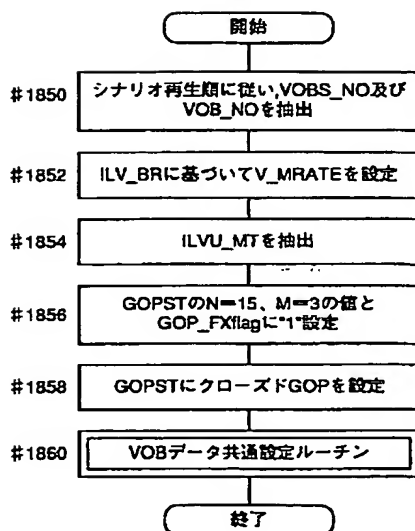 開始
#1850
シナリオ再生順に従い,VOBS_NO及び
VOB_NOを抽出
#1852
ILV_BRに基づいてV_MRATEを設定
#1854
ILVU_MTを抽出
#1856
GOPSTのN=15、M=3の値と
GOP_FXflagに"1"設定
#1858
GOPSTにクローズドGOPを設定
#1860
VOBデータ共通設定ルーチン
終了